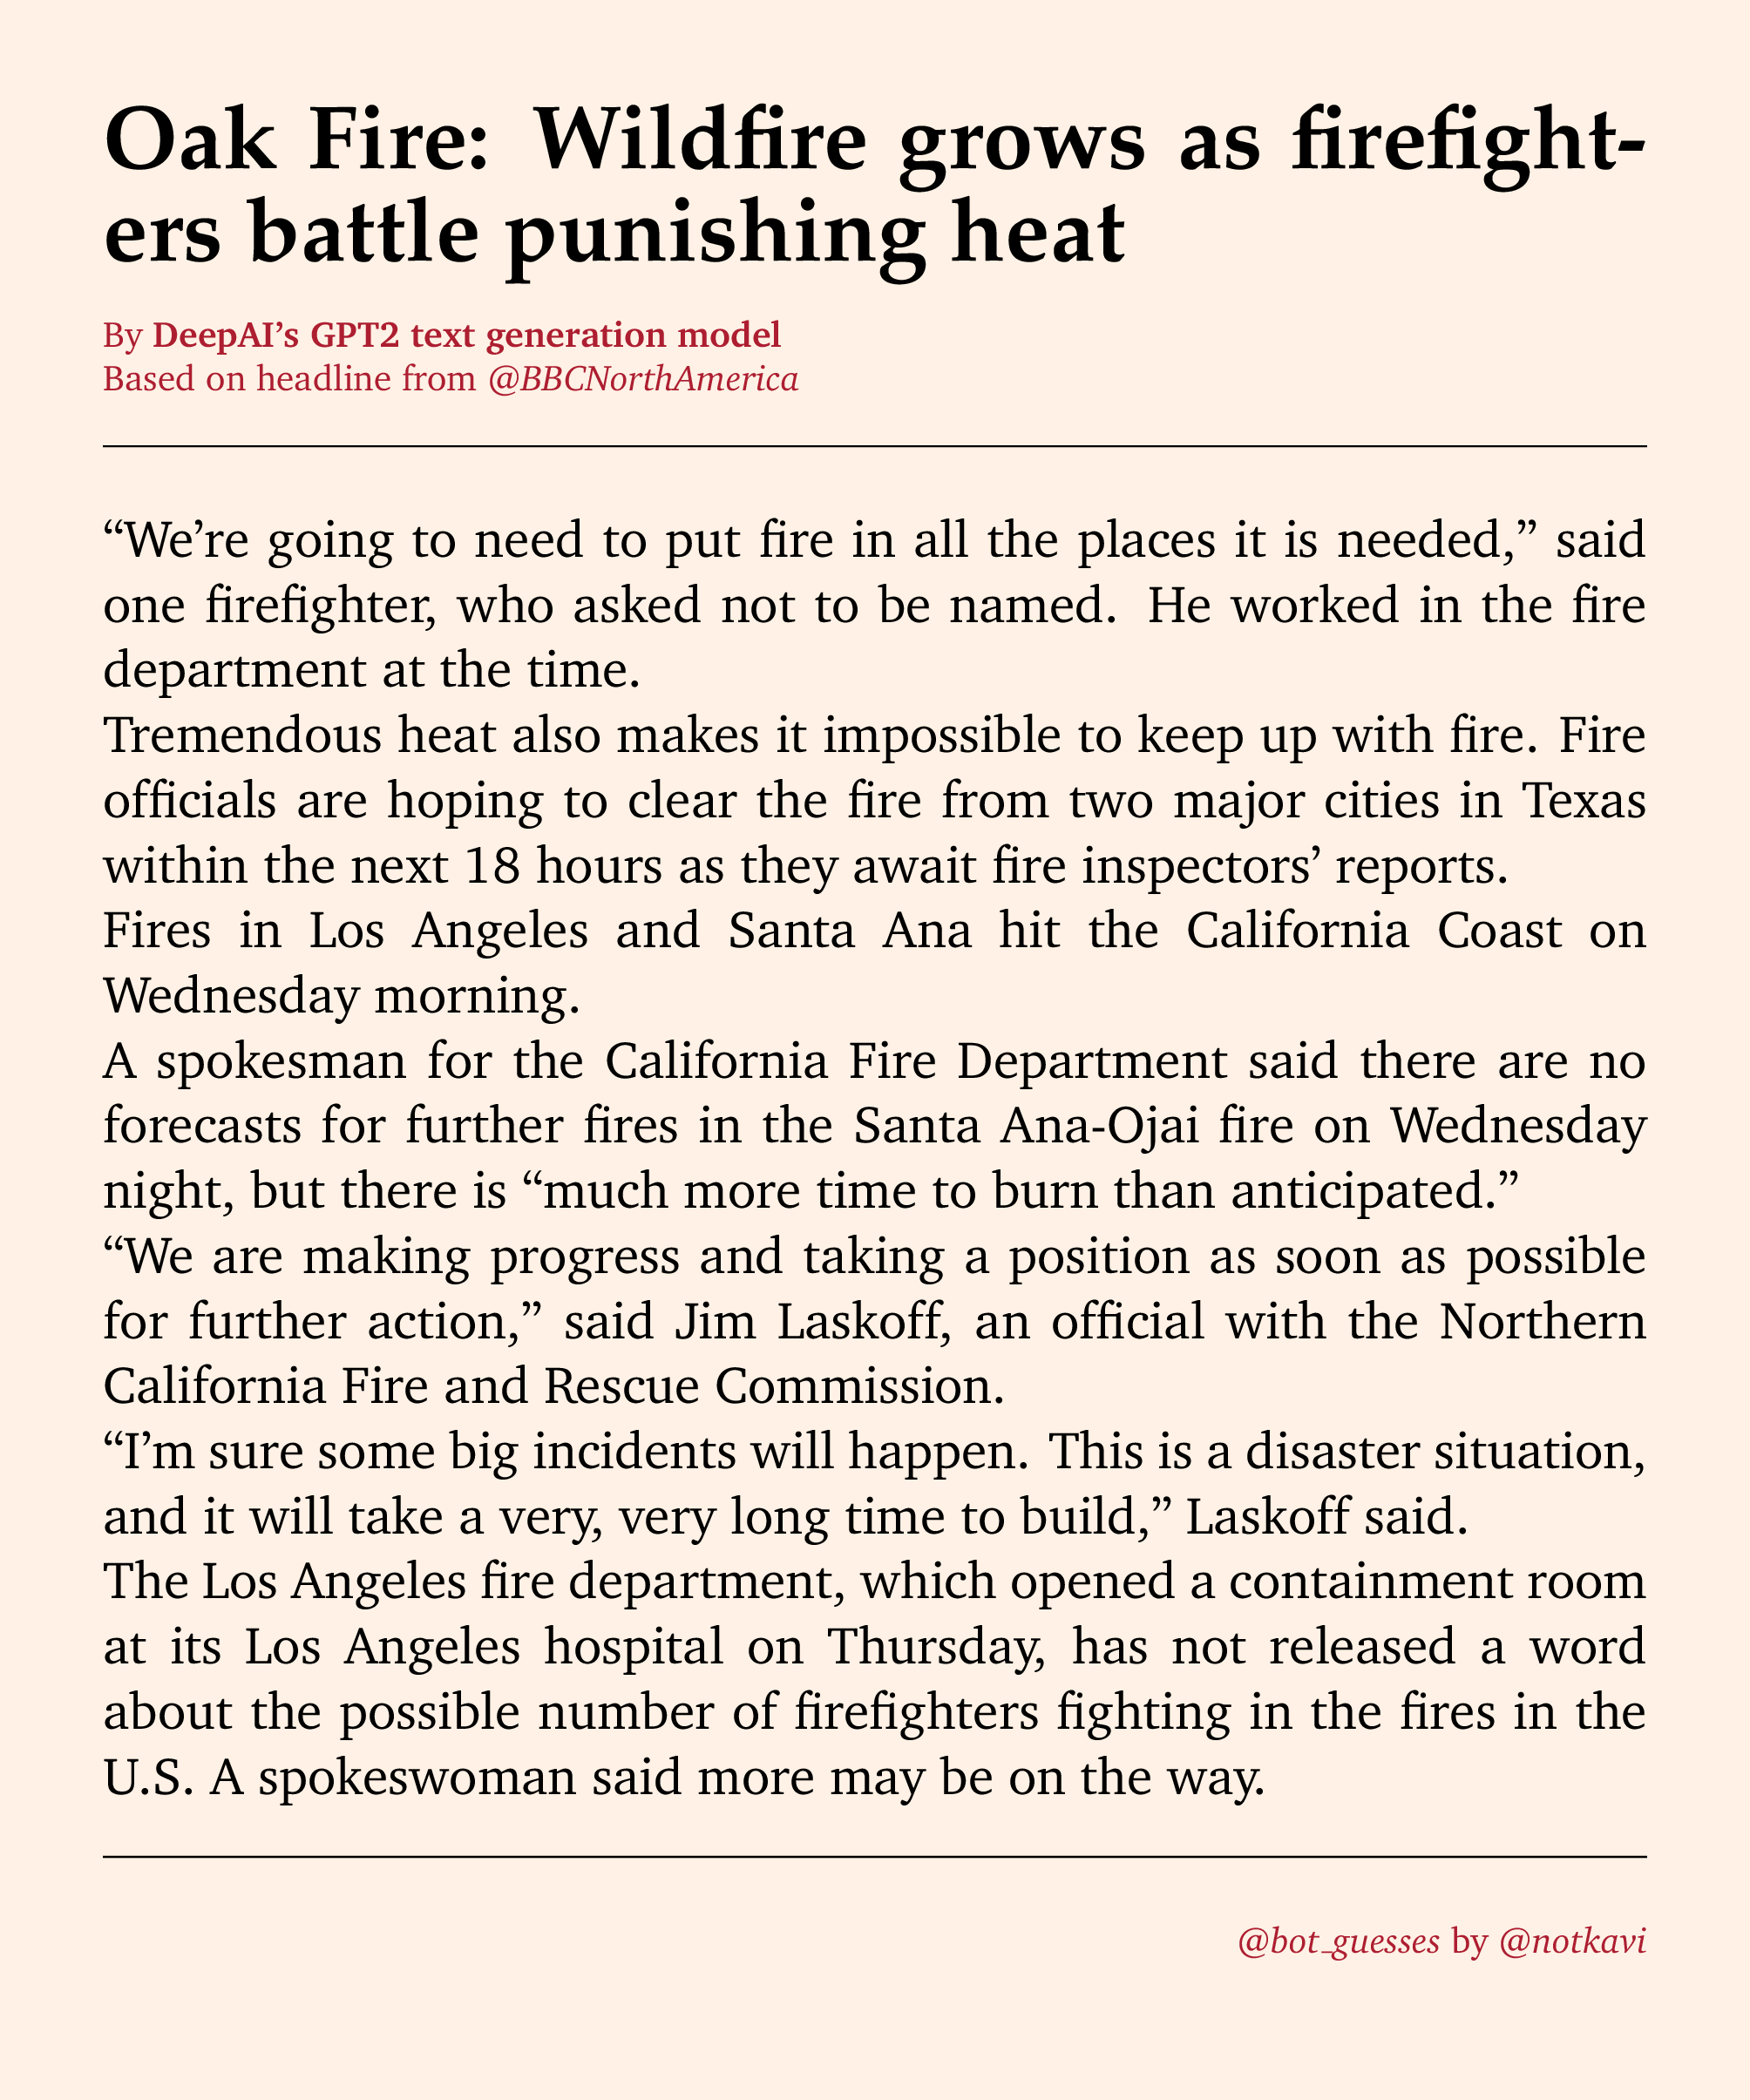 Oak Fire: Wildfire grows as firefight-
ers battle punishing heat
By DeepAI’s GPT2 text generation model
Based on headline from @BBCNorthAmerica
“We’re going to need to put fire in all the places it is needed,” said
one firefighter, who asked not to be named. He worked in the fire
department at the time.
Tremendous heat also makes it impossible to keep up with fire. Fire
officials are hoping to clear the fire from two major cities in Texas
within the next 18 hours as they await fire inspectors’ reports.
Fires in Los Angeles and Santa Ana hit the California Coast on
Wednesday morning.
A spokesman for the California Fire Department said there are no
forecasts for further fires in the Santa Ana-Ojai fire on Wednesday
night, but there is “much more time to burn than anticipated.”
“We are making progress and taking a position as soon as possible
for further action,” said Jim Laskoff, an official with the Northern
California Fire and Rescue Commission.
“I’m sure some big incidents will happen. This is a disaster situation,
and it will take a very, very long time to build,” Laskoff said.
The Los Angeles fire department, which opened a containment room
at its Los Angeles hospital on Thursday, has not released a word
about the possible number of firefighters fighting in the fires in the
U.S. A spokeswoman said more may be on the way.
@bot_guesses by @notkavi